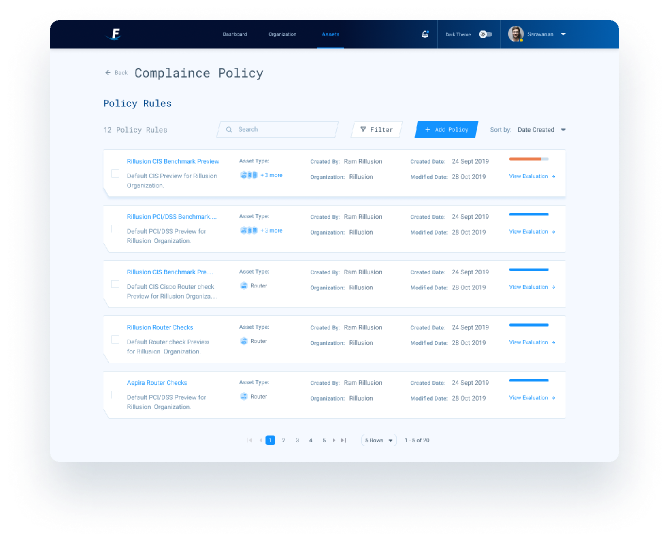 F
Dashboard Organization Assets Dark Theme Saravanan
← Back Complaince Policy
Policy Rules
12 Policy Rules Search Filter + Add Policy Sort by: Date Created
Rillusion CIS Benchmark Preview Asset Type: Created By: Ram Rillusion Created Date: 24 Sept 2019
Default CIS Preview for Rillusion +3 more Organization: Rillusion Modified Date: 28 Oct 2019 View Evaluation →
Organization.
Rillusion PCI/DSS Benchmark... Asset Type: Created By: Ram Rillusion Created Date: 24 Sept 2019
Default PCI/DSS Preview for +3 more Organization: Rillusion Modified Date: 28 Oct 2019 View Evaluation →
Rillusion Organization.
Rillusion CIS Benchmark Pre... Asset Type: Created By: Ram Rillusion Created Date: 24 Sept 2019
Default CIS Cisco Router check Router Organization: Rillusion Modified Date: 28 Oct 2019 View Evaluation →
Preview for Rillusion Organiza...
Rillusion Router Checks Asset Type: Created By: Ram Rillusion Created Date: 24 Sept 2019
Default Router check Preview Router Organization: Rillusion Modified Date: 28 Oct 2019 View Evaluation →
for Rillusion Organization
Aspira Router Checks Asset Type: Created By: Ram Rillusion Created Date: 24 Sept 2019
Default PCI/DSS Preview for Router Organization: Rillusion Modified Date: 28 Oct 2019 View Evaluation →
Rillusion Organization.
1 2 3 4 5 5 Rows 1 - 5 of 20